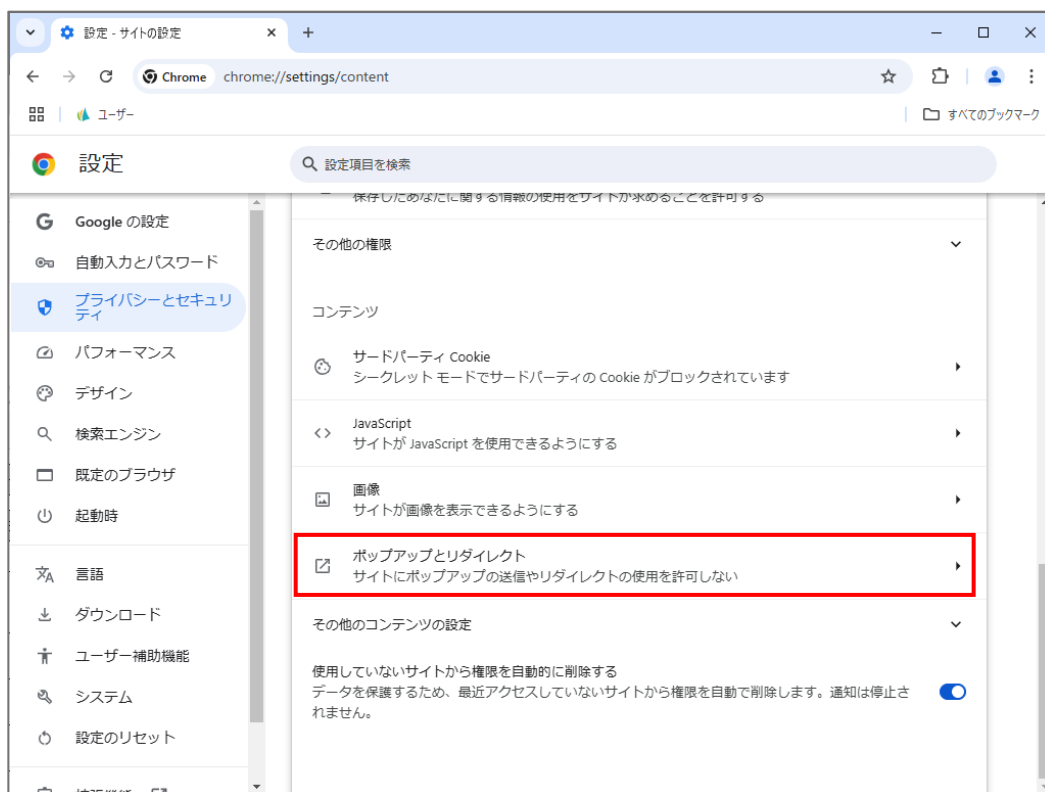 設定 - サイトの設定
Chrome
chrome://settings/content
ユーザー
すべてのブックマーク
設定
設定項目を検索
Google の設定
自動入力とパスワード
プライバシーとセキュリ
ティ
パフォーマンス
デザイン
検索エンジン
既定のブラウザ
起動時
言語
ダウンロード
ユーザー補助機能
システム
設定のリセット
保存したあなたに関する情報の使用をサイトが求めることを許可する
その他の権限
コンテンツ
サードパーティ Cookie
シークレット モードでサードパーティの Cookie がブロックされています
JavaScript
サイトが JavaScript を使用できるようにする
画像
サイトが画像を表示できるようにする
ポップアップとリダイレクト
サイトにポップアップの送信やリダイレクトの使用を許可しない
その他のコンテンツの設定
使用していないサイトから権限を自動的に削除する
データを保護するため、最近アクセスしていないサイトから権限を自動で削除します。通知は停止さ
れません。